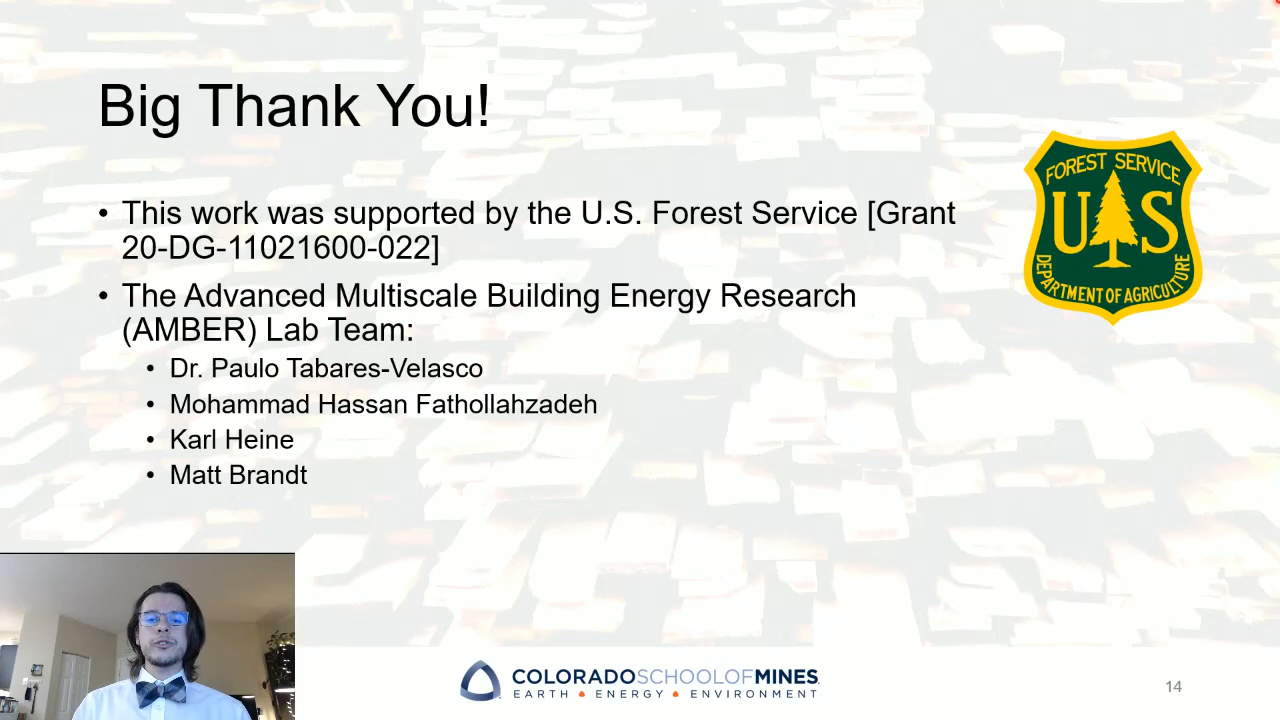 Big Thank You!
• This work was supported by the U.S. Forest Service [Grant
20-DG-11021600-022]
• The Advanced Multiscale Building Energy Research
(AMBER) Lab Team:
• Dr. Paulo Tabares-Velasco
• Mohammad Hassan Fathollahzadeh
• Karl Heine
• Matt Brandt
FOREST SERVICE
U S
DEPARTMENT OF AGRICULTURE
COLORADOSCHOOLOFMINES
EARTH • ENERGY • ENVIRONMENT
14